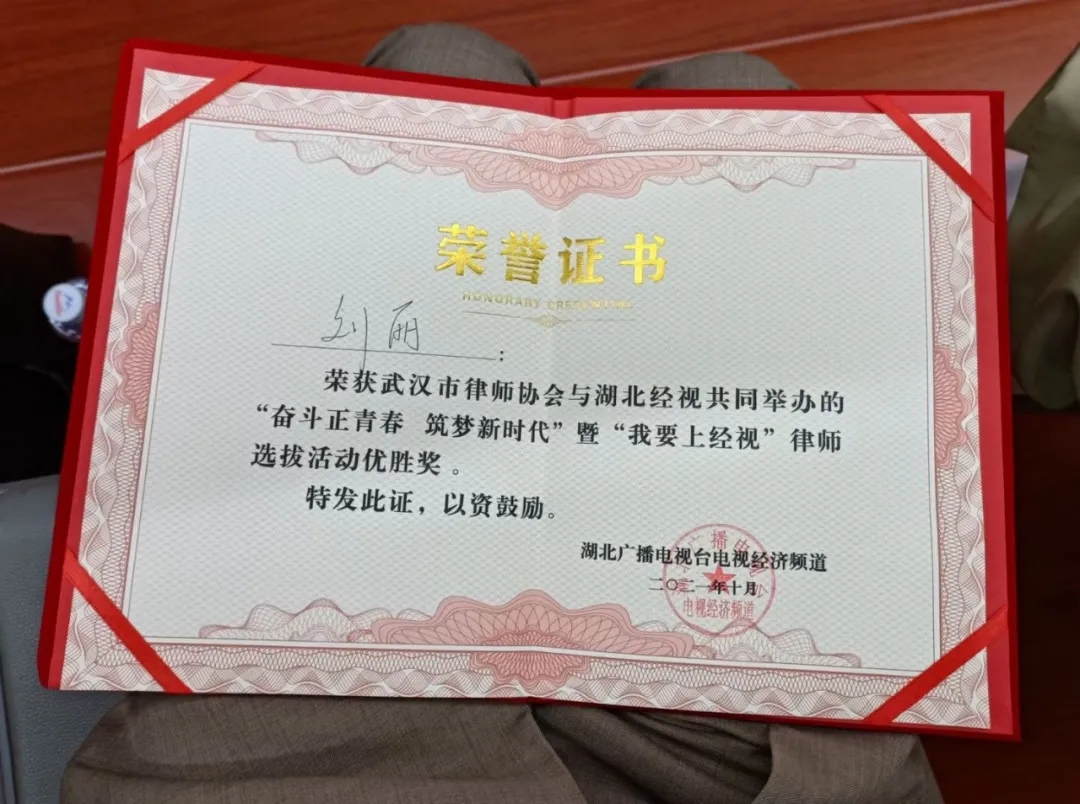 荣誉证书
HONORARY CREDENTIAL
刘丽：
荣获武汉市律师协会与湖北经视共同举办的
“奋斗正青春 筑梦新时代”暨“我要上经视”律师
选拔活动优胜奖。
特发此证，以资鼓励。
湖北广播电视台电视经济频道
二〇二一年十月
电视经济频道